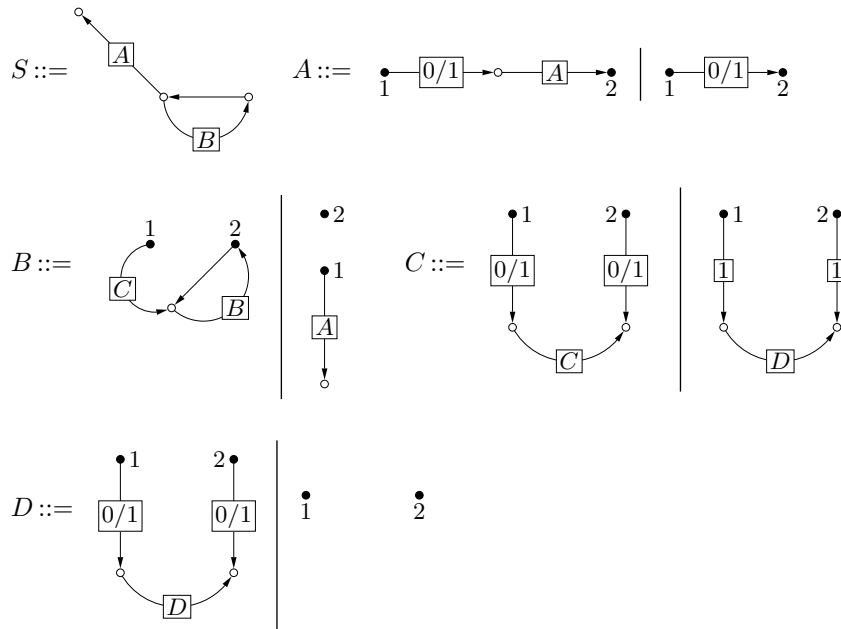 S ::= A B A ::= 1 0/1 A 2 1 0/1 2
B ::= 1 2 C B 2 1 A C ::= 1 2 0/1 0/1 C 1 2 1 1 D
D ::= 1 2 0/1 0/1 D 1 2